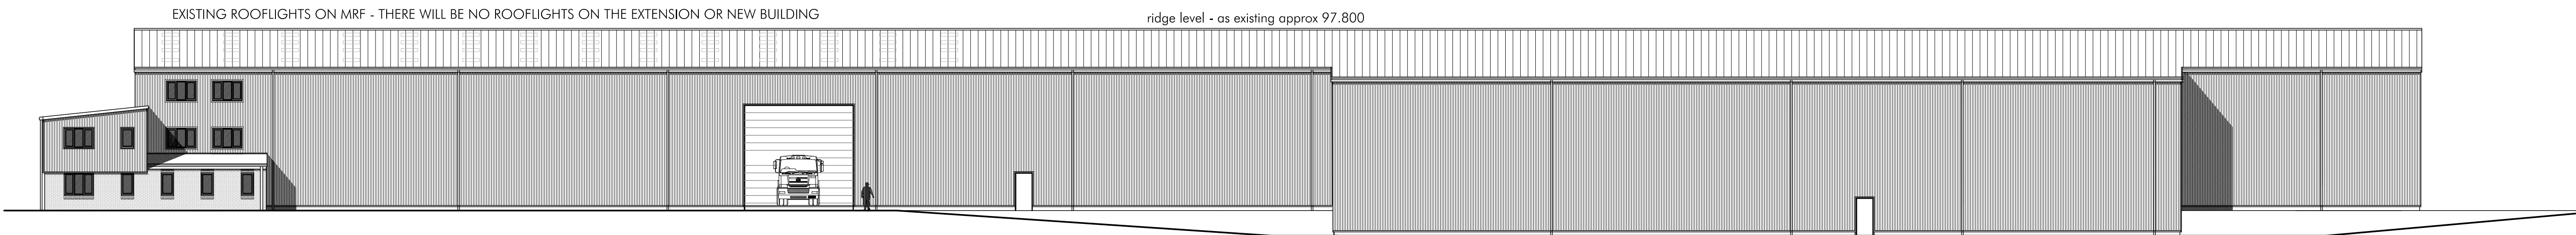 EXISTING ROOFLIGHTS ON MRF - THERE WILL BE NO ROOFLIGHTS ON THE EXTENSION OR NEW BUILDING
ridge level - as existing approx 97.800